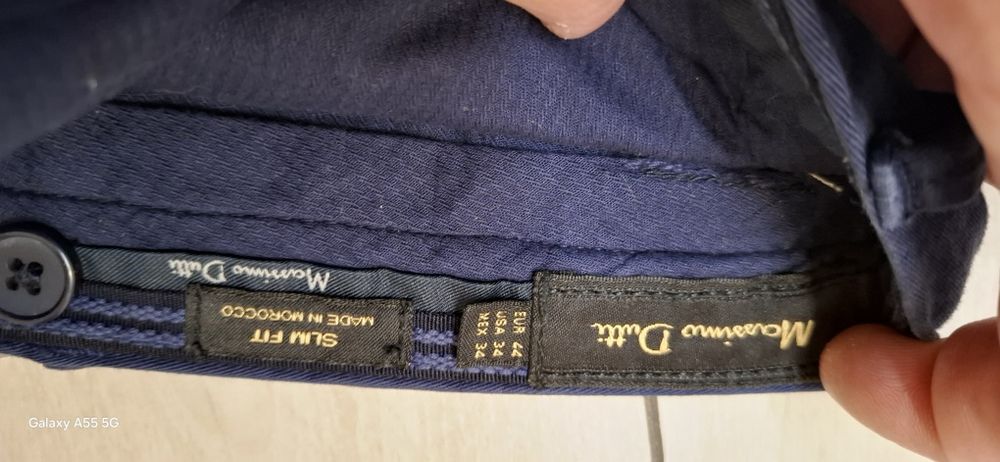 Massimo Dutti
EUR 44
USA 34
MEX 34
SLIM FIT
MADE IN MOROCCO
Massimo Dutti
Galaxy A55 5G